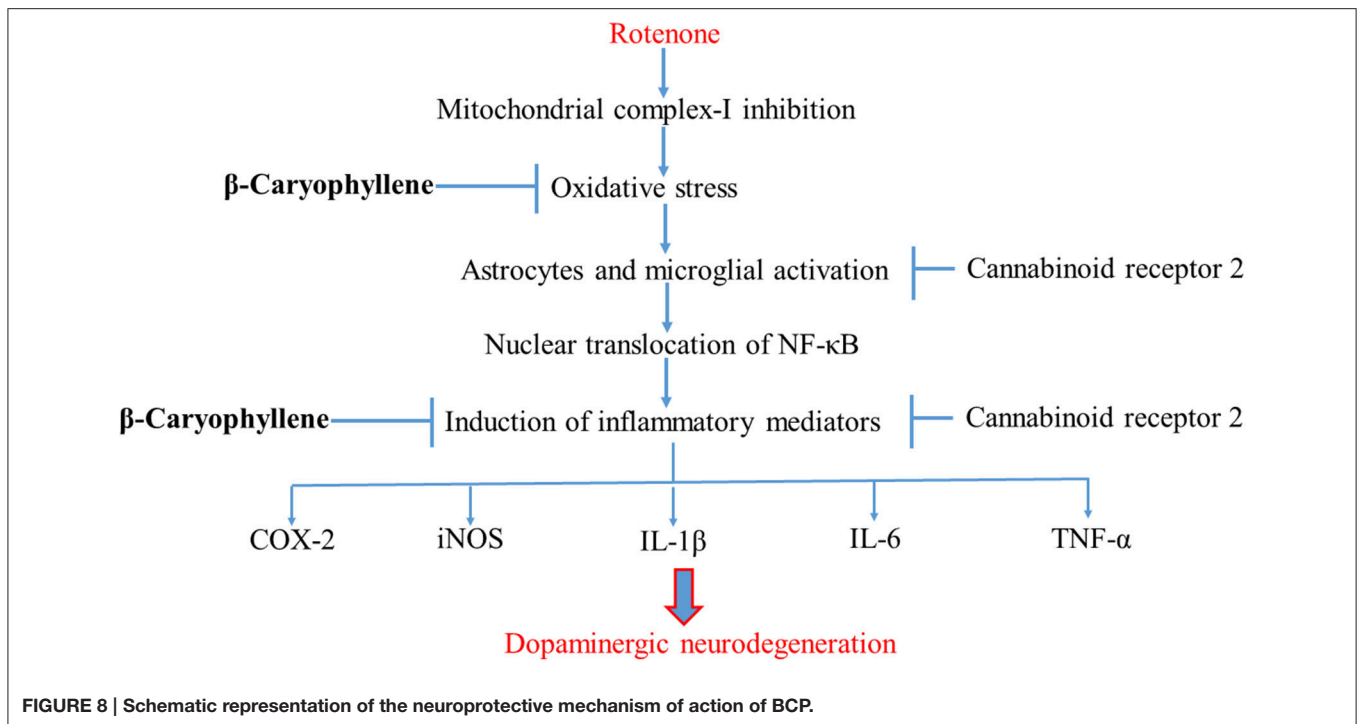 Rotenone
Mitochondrial complex-I inhibition
β-Caryophyllene
Oxidative stress
Astrocytes and microglial activation
Cannabinoid receptor 2
Nuclear translocation of NF-κB
β-Caryophyllene
Induction of inflammatory mediators
Cannabinoid receptor 2
COX-2
iNOS
IL-1β
IL-6
TNF-α
Dopaminergic neurodegeneration
FIGURE 8 | Schematic representation of the neuroprotective mechanism of action of BCP.